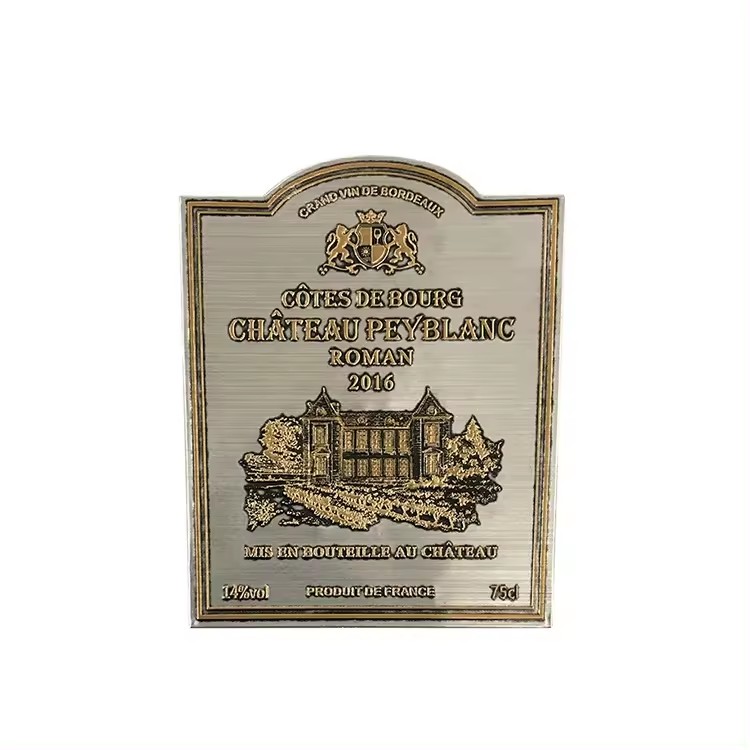 GRAND VIN DE BORDEAUX
CÔTES DE BOURG
CHÂTEAU PEYBLANC
ROMAN
2016
MIS EN BOUTEILLE AU CHÂTEAU
14%vol PRODUIT DE FRANCE 75cl